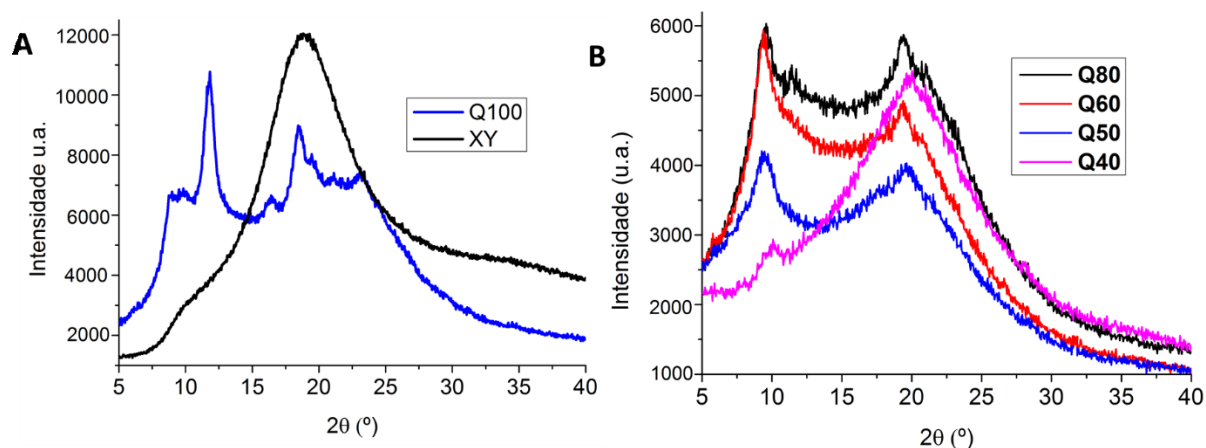 A
Intensidade u.a.
12000
10000
8000
6000
4000
2000
Q100
XY
5 10 15 20 25 30 35 40
2θ (º)
B
Intensidade (u.a.)
6000
5000
4000
3000
2000
1000
Q80
Q60
Q50
Q40
5 10 15 20 25 30 35 40
2θ (º)